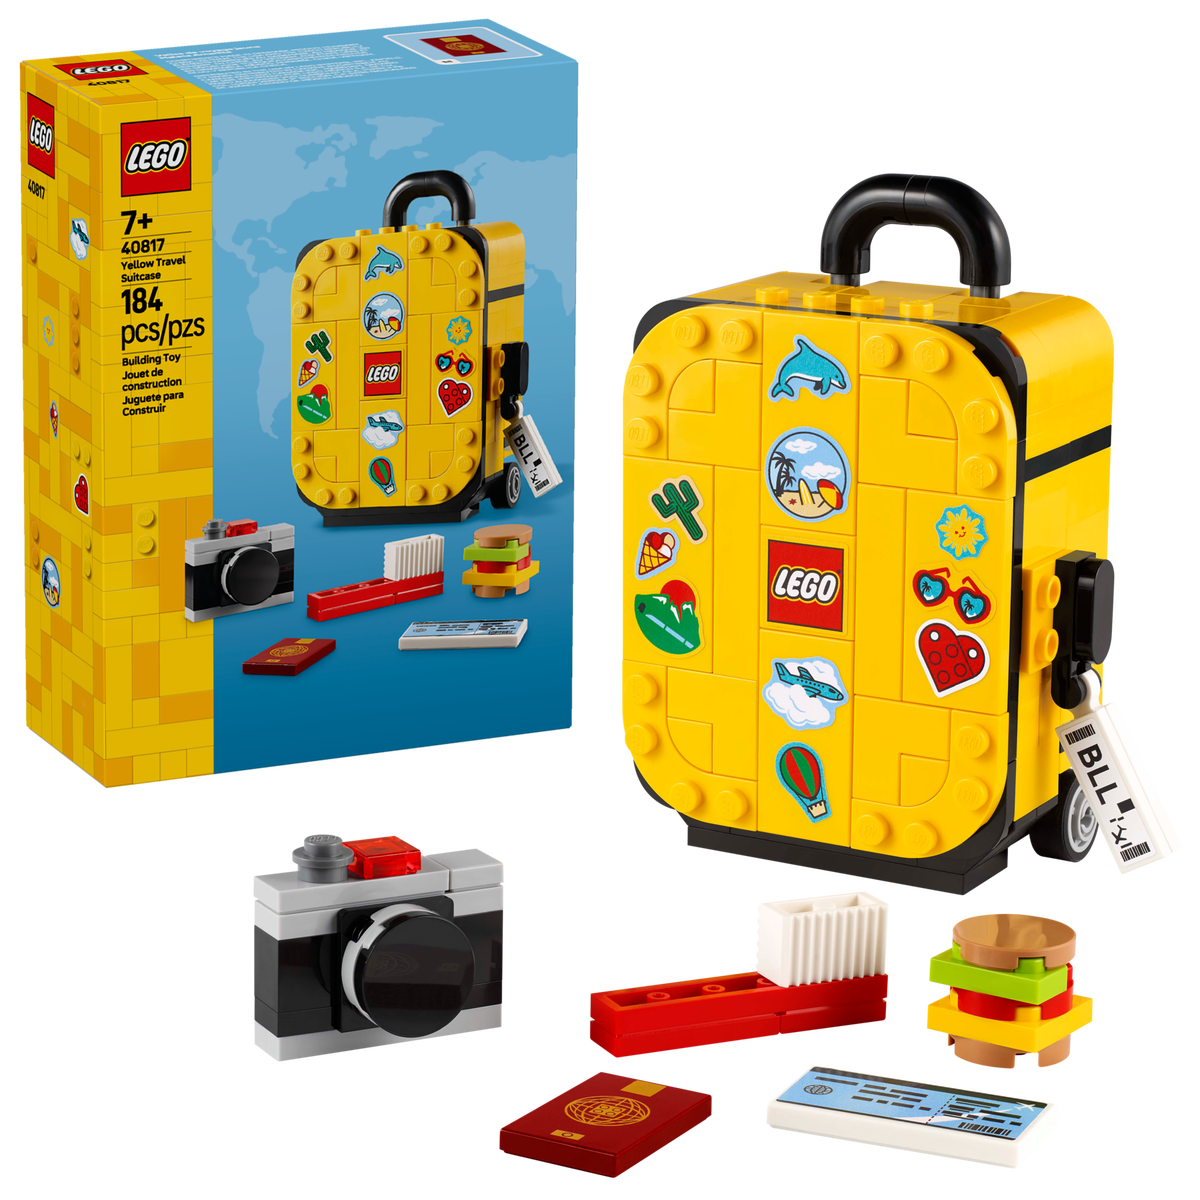 LEGO
40817
LEGO
40817
LEGO
7+
40817
Yellow Travel
Suitcase
184
pcs/pzs
Building Toy
Jouet de
construction
Juguete para
Construir
LEGO
BLL
LEGO
BLL